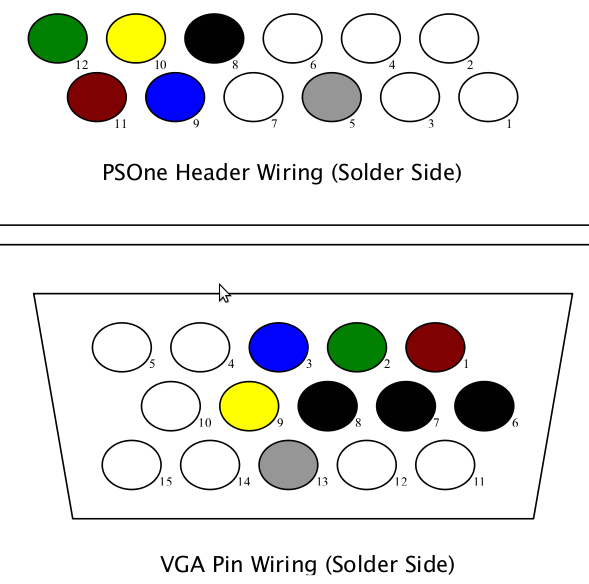 12 10 8 6 4 2
11 9 7 5 3 1
PSOne Header Wiring (Solder Side)
5 4 3 2 1
10 9 8 7 6
15 14 13 12 11
VGA Pin Wiring (Solder Side)